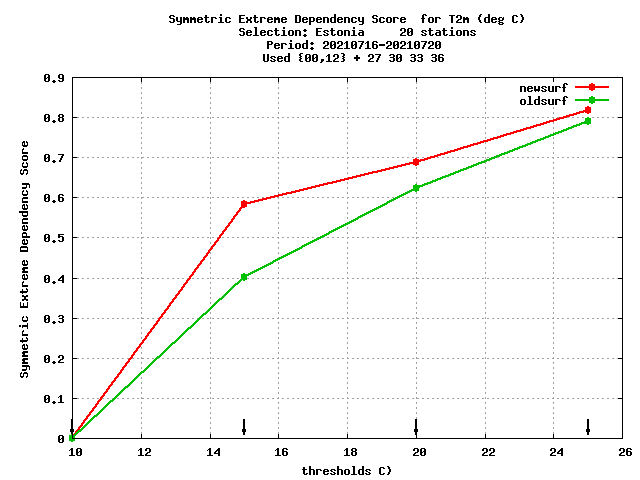 Symmetric Extreme Dependency Score  for T2m (deg C)
Selection: Estonia     20 stations
Period: 20210716-20210720
Used {00,12} + 27 30 33 36
newsurf
oldsurf
Symmetric Extreme Dependency Score
0.9
0.8
0.7
0.6
0.5
0.4
0.3
0.2
0.1
0
10 12 14 16 18 20 22 24 26
thresholds C)